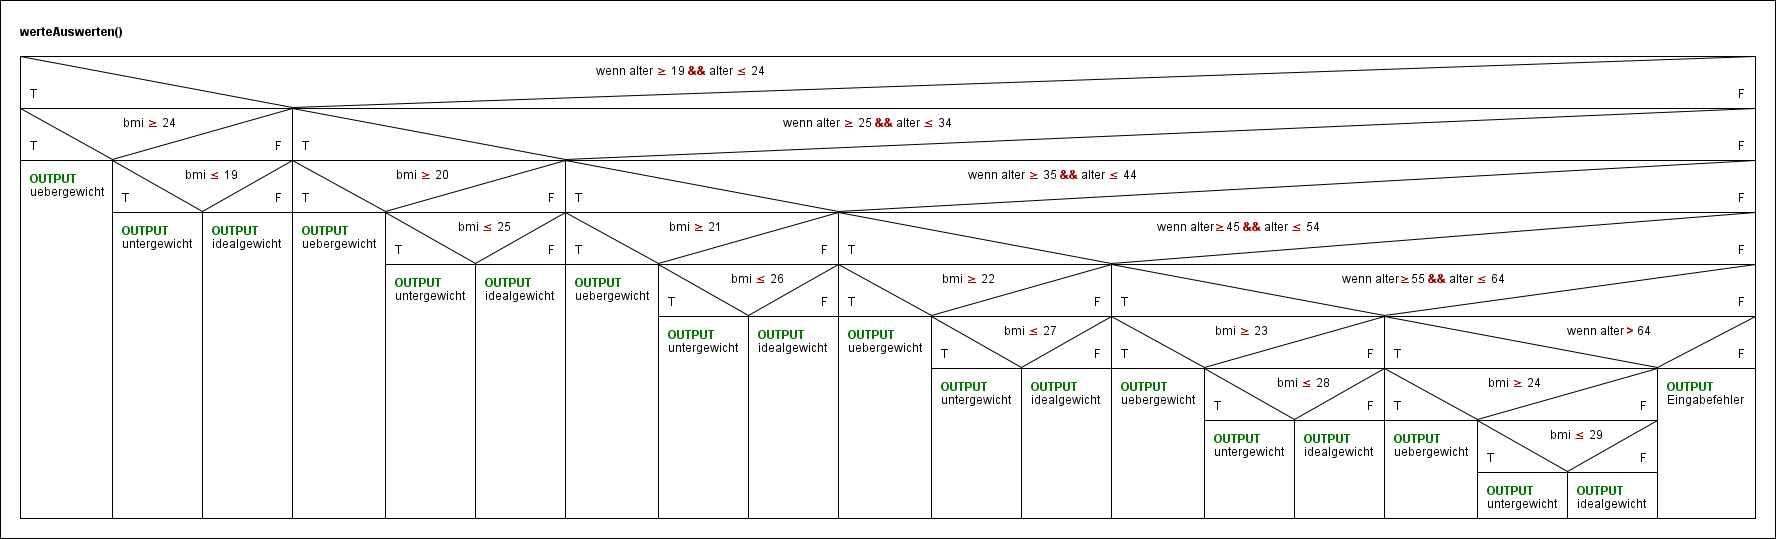 werteAuswerten()
wenn alter ≥ 19 && alter ≤ 24
T
F
bmi ≥ 24
wenn alter ≥ 25 && alter ≤ 34
T
F
T
F
OUTPUT
uebergewicht
bmi ≤ 19
bmi ≥ 20
wenn alter ≥ 35 && alter ≤ 44
T
F
T
F
T
F
OUTPUT
untergewicht
OUTPUT
idealgewicht
OUTPUT
uebergewicht
bmi ≤ 25
bmi ≥ 21
wenn alter≥45 && alter ≤ 54
T
F
T
F
T
F
OUTPUT
untergewicht
OUTPUT
idealgewicht
OUTPUT
uebergewicht
bmi ≤ 26
bmi ≥ 22
wenn alter≥55 && alter ≤ 64
T
F
T
F
T
F
OUTPUT
untergewicht
OUTPUT
idealgewicht
OUTPUT
uebergewicht
bmi ≤ 27
bmi ≥ 23
wenn alter> 64
T
F
T
F
T
F
OUTPUT
untergewicht
OUTPUT
idealgewicht
OUTPUT
uebergewicht
bmi ≤ 28
bmi ≥ 24
OUTPUT
Eingabefehler
T
F
T
F
OUTPUT
untergewicht
OUTPUT
idealgewicht
OUTPUT
uebergewicht
bmi ≤ 29
T
F
OUTPUT
untergewicht
OUTPUT
idealgewicht